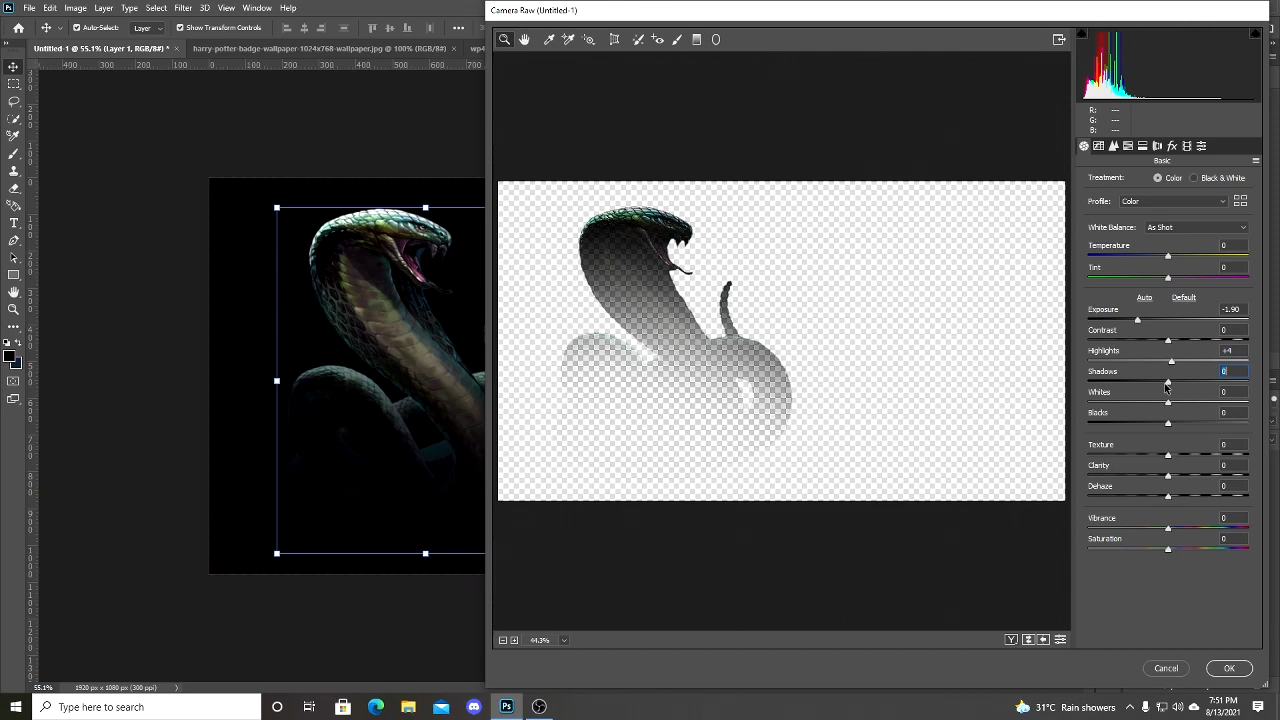 Ps File Edit Image Layer Type Select Filter 3D View Window Help
Camera Raw (Untitled-1)
Auto-Select: Layer Show Transform Controls
Untitled-1 @ 55.1% (Layer 1, RGB/8#) * × harry-potter-badge-wallpaper-1024x768-wallpaper.jpg @ 100% (RGB/8#) × wp4
400 300 200 100 0 100 200 300 400 500 600 700
R: ---
G: ---
B: ---
Basic
Treatment: Color Black & White
Profile: Color
White Balance: As Shot
Temperature 0
Tint 0
Auto Default
Exposure -1.90
Contrast 0
Highlights +4
Shadows 0
Whites 0
Blacks 0
Texture 0
Clarity 0
Dehaze 0
Vibrance 0
Saturation 0
44.3%
Y
Cancel OK
55.1% 1920 px x 1080 px (300 ppi)
Type here to search
Ps
31°C Rain showers
7:51 PM
8/13/2021